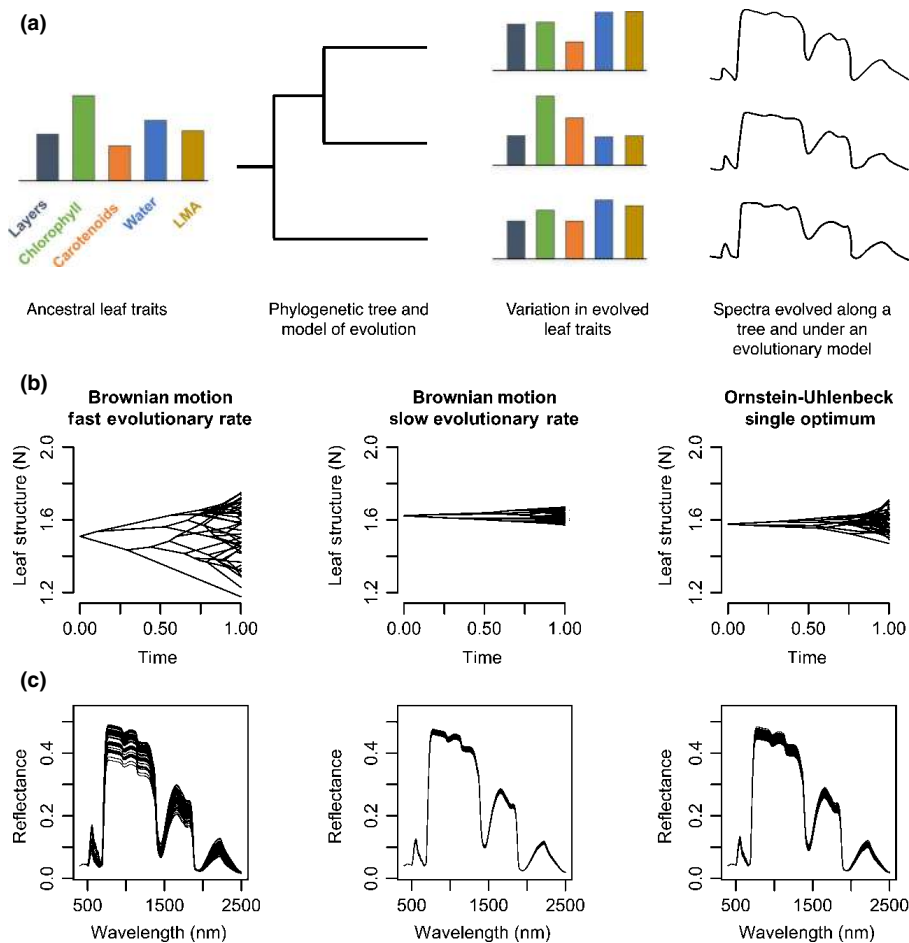 (a)
Layers
Chlorophyll
Carotenoids
Water
LMA
Ancestral leaf traits
Phylogenetic tree and
model of evolution
Variation in evolved
leaf traits
Spectra evolved along a
tree and under an
evolutionary model
(b)
Brownian motion
fast evolutionary rate
Brownian motion
slow evolutionary rate
Ornstein-Uhlenbeck
single optimum
Leaf structure (N)
1.2 1.6 2.0
0.00 0.50 1.00
Time
Leaf structure (N)
1.2 1.6 2.0
0.00 0.50 1.00
Time
Leaf structure (N)
1.2 1.6 2.0
0.00 0.50 1.00
Time
(c)
Reflectance
0.0 0.2 0.4
500 1500 2500
Wavelength (nm)
Reflectance
0.0 0.2 0.4
500 1500 2500
Wavelength (nm)
Reflectance
0.0 0.2 0.4
500 1500 2500
Wavelength (nm)